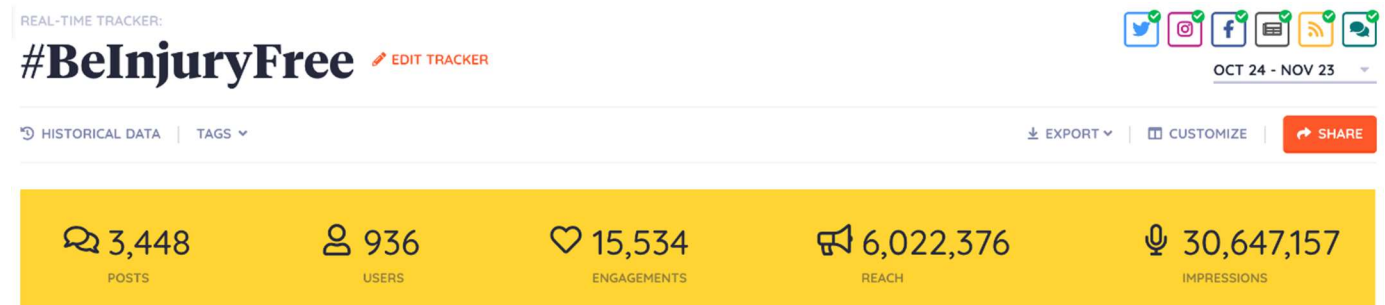 REAL-TIME TRACKER:
#BeInjuryFree EDIT TRACKER
OCT 24 - NOV 23
HISTORICAL DATA | TAGS
EXPORT | CUSTOMIZE | SHARE
3,448 936 15,534 6,022,376 30,647,157
POSTS USERS ENGAGEMENTS REACH IMPRESSIONS